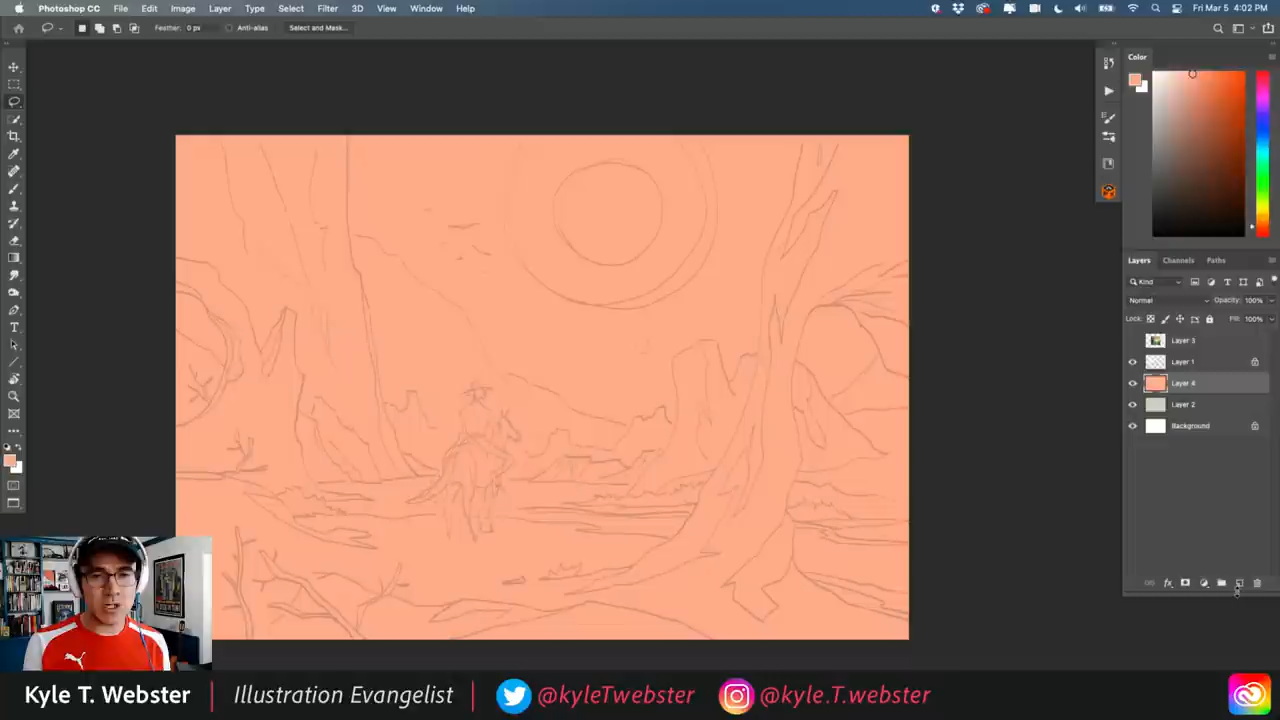 Photoshop CC File Edit Image Layer Type Select Filter 3D View Window Help Fri Mar 5 4:02 PM
Feather: 0 px Anti-alias Select and Mask...
Color
Layers Channels Paths
Kind
Normal Opacity: 100%
Lock: Fill: 100%
Layer 3
Layer 1
Layer 4
Layer 2
Background
Kyle T. Webster | Illustration Evangelist @kyleTwebster @kyle.T.webster